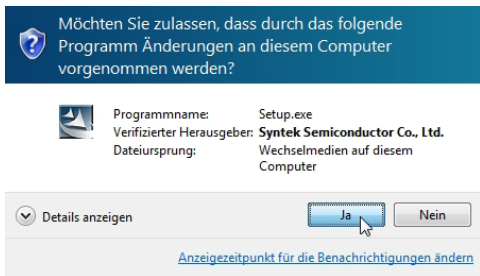 Möchten Sie zulassen, dass durch das folgende
Programm Änderungen an diesem Computer
vorgenommen werden?
Programmname: Setup.exe
Verifizierter Herausgeber: Syntek Semiconductor Co., Ltd.
Dateiursprung: Wechselmedien auf diesem
Computer
Details anzeigen Ja Nein
Anzeigezeitpunkt für die Benachrichtigungen ändern